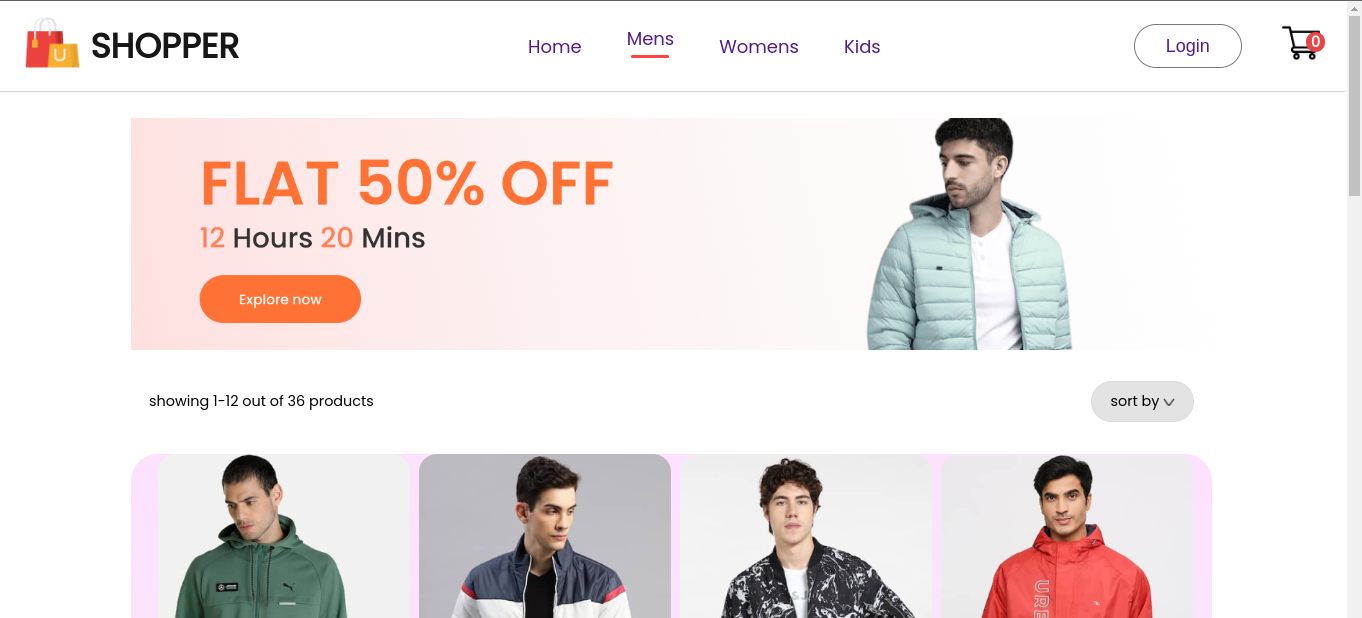 SHOPPER
Home
Mens
Womens
Kids
Login
0
FLAT 50% OFF
12 Hours 20 Mins
Explore now
showing 1-12 out of 36 products
sort by